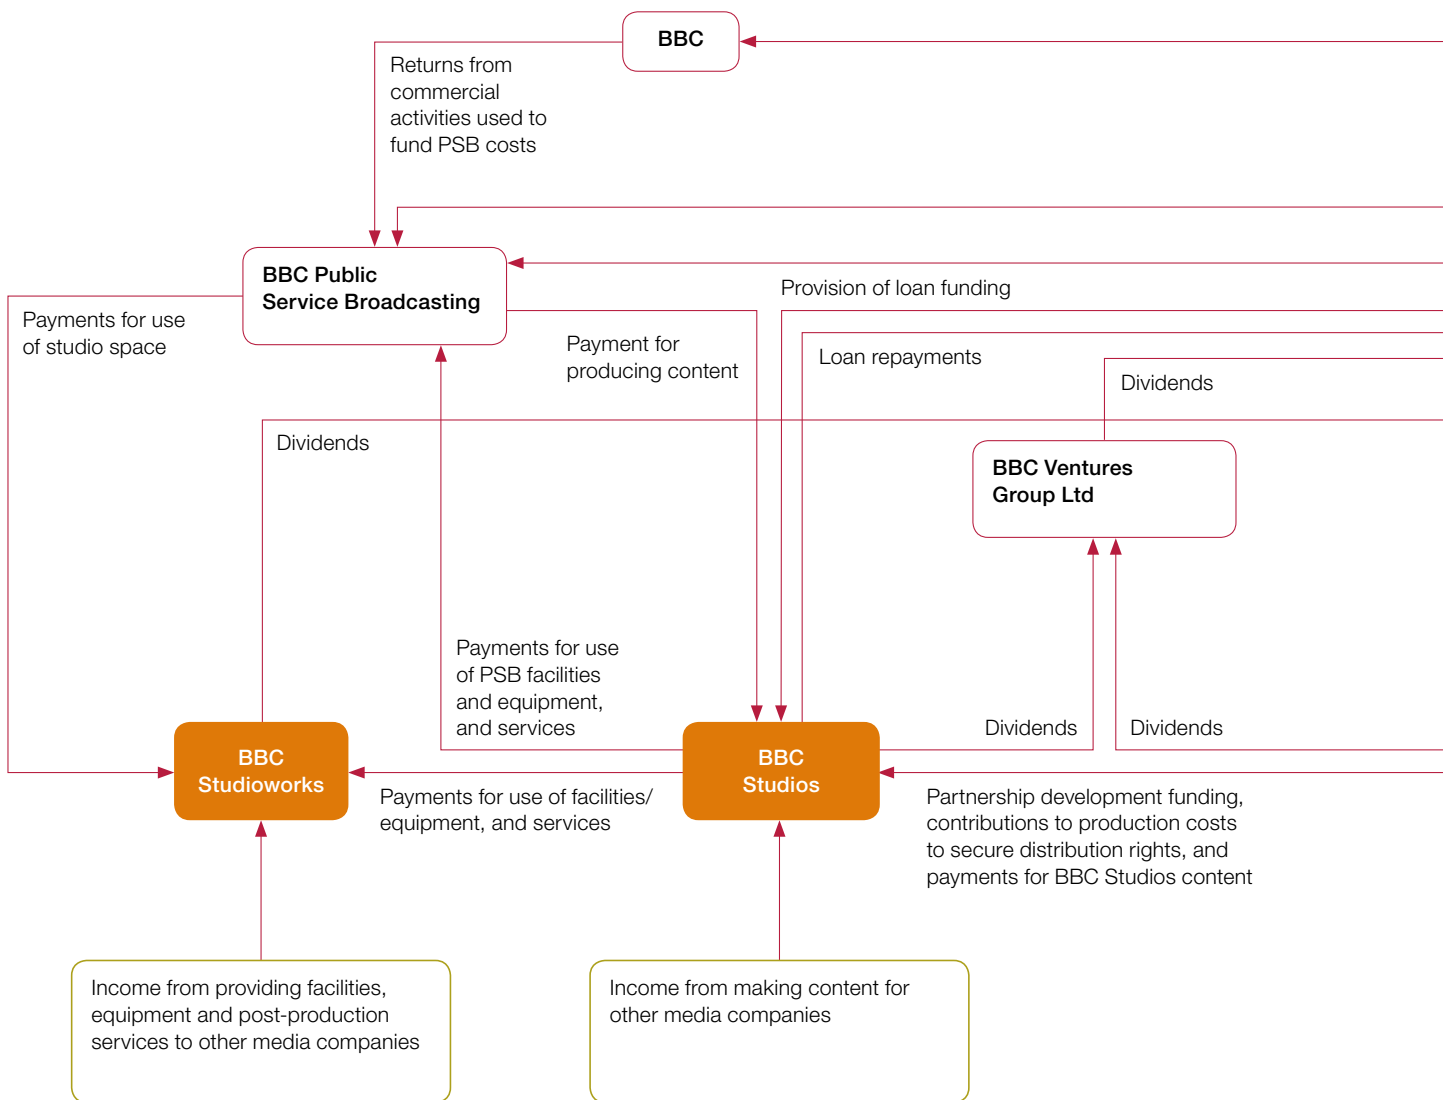 BBC
Returns from
commercial
activities used to
fund PSB costs
BBC Public
Service Broadcasting
Provision of loan funding
Payments for use
of studio space
Payment for
producing content
Loan repayments
Dividends
Dividends
BBC Ventures
Group Ltd
Payments for use
of PSB facilities
and equipment,
and services
Dividends
Dividends
BBC
Studioworks
BBC
Studios
Payments for use of facilities/
equipment, and services
Partnership development funding,
contributions to production costs
to secure distribution rights, and
payments for BBC Studios content
Income from providing facilities,
equipment and post-production
services to other media companies
Income from making content for
other media companies